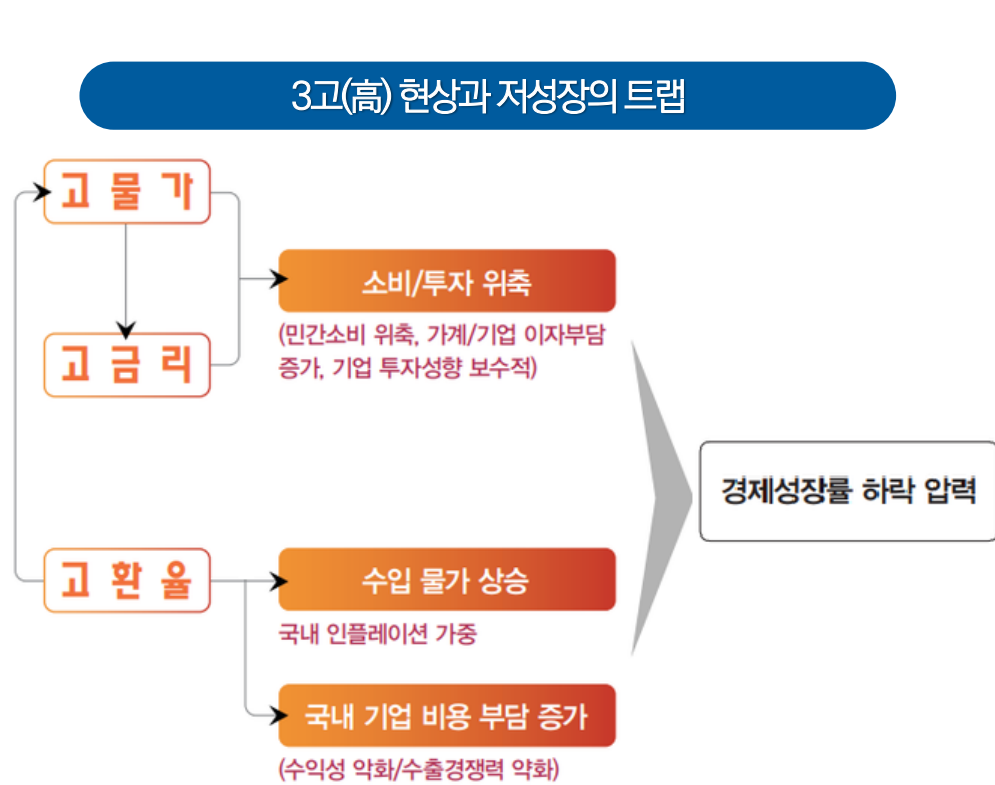 3고(高) 현상과 저성장의 트랩
고 물 가
소비/투자 위축
(민간소비 위축, 가계/기업 이자부담
증가, 기업 투자성향 보수적)
고 금 리
경제성장률 하락 압력
고 환 율
수입 물가 상승
국내 인플레이션 가중
국내 기업 비용 부담 증가
(수익성 악화/수출경쟁력 약화)